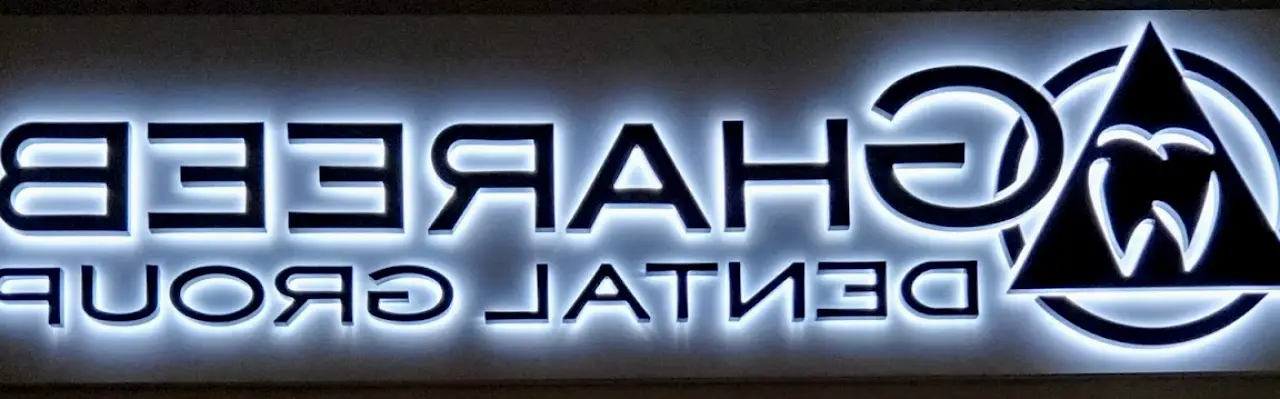 GHAREEB
DENTAL GROUP